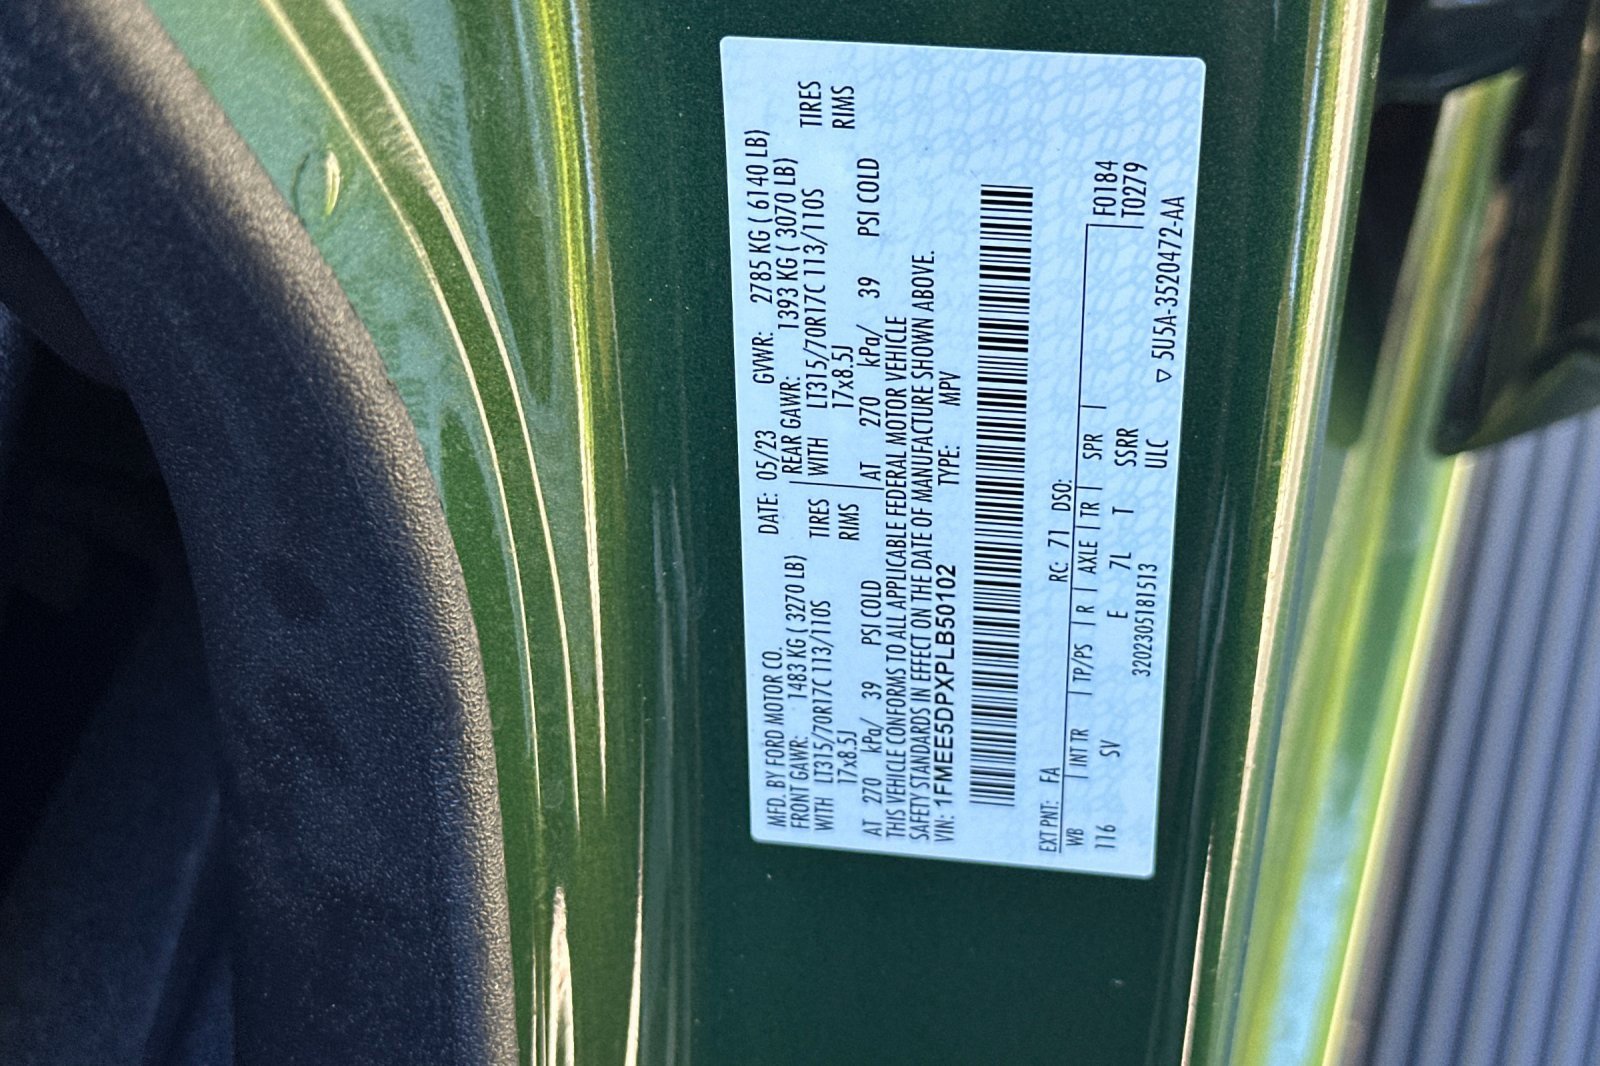 MFD. BY FORD MOTOR CO. DATE: 05/23 GVWR: 2785 KG ( 6140 LB)
FRONT GAWR: 1483 KG ( 3270 LB) REAR GAWR: 1393 KG ( 3070 LB)
WITH LT315/70R17C 113/110S TIRES WITH LT315/70R17C 113/110S TIRES
17x8.5J RIMS 17x8.5J RIMS
AT 270 kPa/ 39 PSI COLD AT 270 kPa/ 39 PSI COLD
THIS VEHICLE CONFORMS TO ALL APPLICABLE FEDERAL MOTOR VEHICLE
SAFETY STANDARDS IN EFFECT ON THE DATE OF MANUFACTURE SHOWN ABOVE.
VIN: 1FMEE5DPXPLB50102 TYPE: MPV
EXT PNT: FA RC: 71 DSO:
WB INT TR TP/PS R AXLE TR SPR F0184
116 SV E 7L T SSRR T0279
3202305181513 ULC ▽ 5U5A-3520472-AA